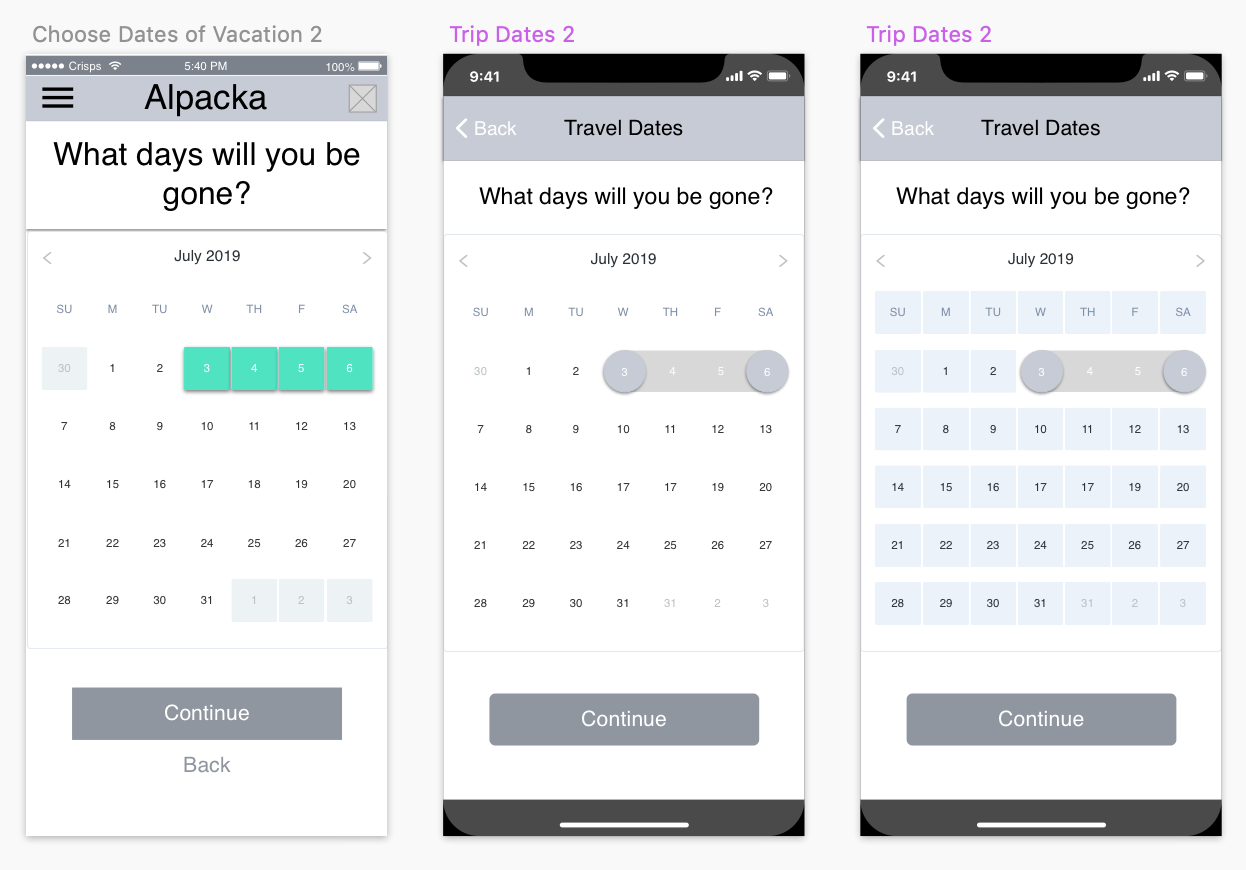 Choose Dates of Vacation 2
Crisps 5:40 PM 100%
Alpacka
What days will you be
gone?
July 2019
SU M TU W TH F SA
30 1 2 3 4 5 6
7 8 9 10 11 12 13
14 15 16 17 18 19 20
21 22 23 24 25 26 27
28 29 30 31 1 2 3
Continue
Back
Trip Dates 2
9:41
Back Travel Dates
What days will you be gone?
July 2019
SU M TU W TH F SA
30 1 2 3 4 5 6
7 8 9 10 11 12 13
14 15 16 17 17 19 20
21 22 23 24 25 26 27
28 29 30 31 31 2 3
Continue
Trip Dates 2
9:41
Back Travel Dates
What days will you be gone?
July 2019
SU M TU W TH F SA
30 1 2 3 4 5 6
7 8 9 10 11 12 13
14 15 16 17 17 19 20
21 22 23 24 25 26 27
28 29 30 31 31 2 3
Continue